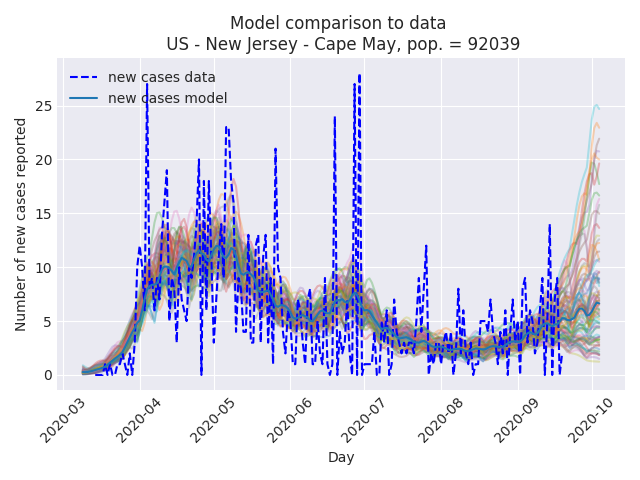 Model comparison to data
US - New Jersey - Cape May, pop. = 92039
new cases data
new cases model
Number of new cases reported
25
20
15
10
5
0
2020-03
2020-04
2020-05
2020-06
2020-07
2020-08
2020-09
2020-10
Day